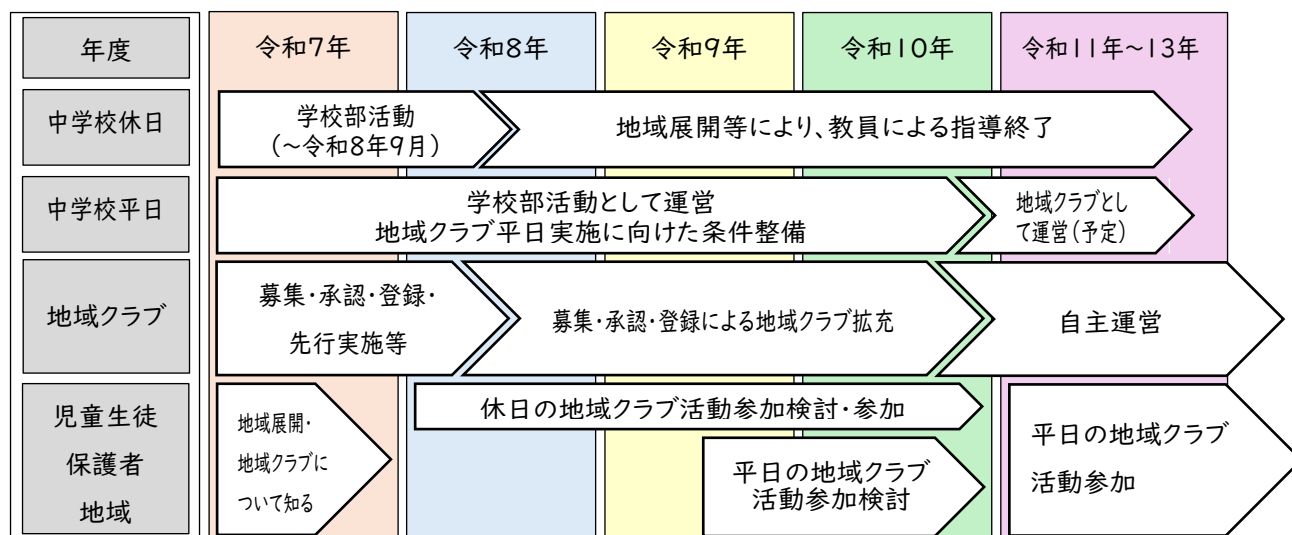 年度
令和7年
令和8年
令和9年
令和10年
令和11年～13年
中学校休日
学校部活動
(～令和8年9月)
地域展開等により、教員による指導終了
中学校平日
学校部活動として運営
地域クラブ平日実施に向けた条件整備
地域クラブとし
て運営(予定)
地域クラブ
募集・承認・登録・
先行実施等
募集・承認・登録による地域クラブ拡充
自主運営
児童生徒
保護者
地域
地域展開・
地域クラブに
ついて知る
休日の地域クラブ活動参加検討・参加
平日の地域クラブ
活動参加検討
平日の地域クラブ
活動参加